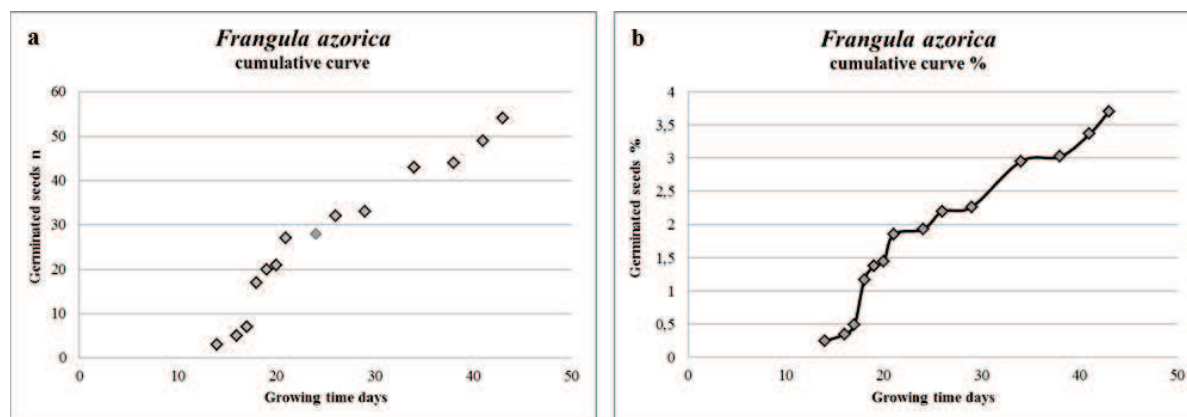 a
Frangula azorica
cumulative curve
Germinated seeds n
60
50
40
30
20
10
0
0 10 20 30 40 50
Growing time days
b
Frangula azorica
cumulative curve %
Germinated seeds %
4
3,5
3
2,5
2
1,5
1
0,5
0
0 10 20 30 40 50
Growing time days